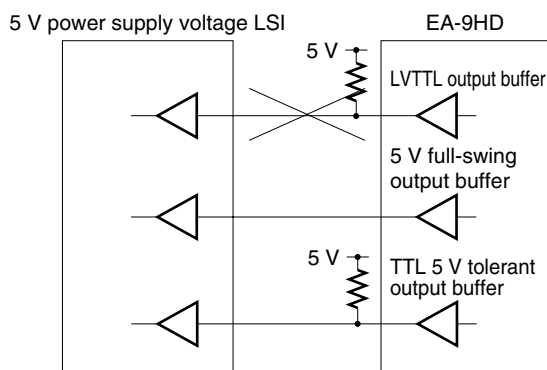 5 V power supply voltage LSI
EA-9HD
5 V
LVTTL output buffer
5 V full-swing
output buffer
5 V
TTL 5 V tolerant
output buffer